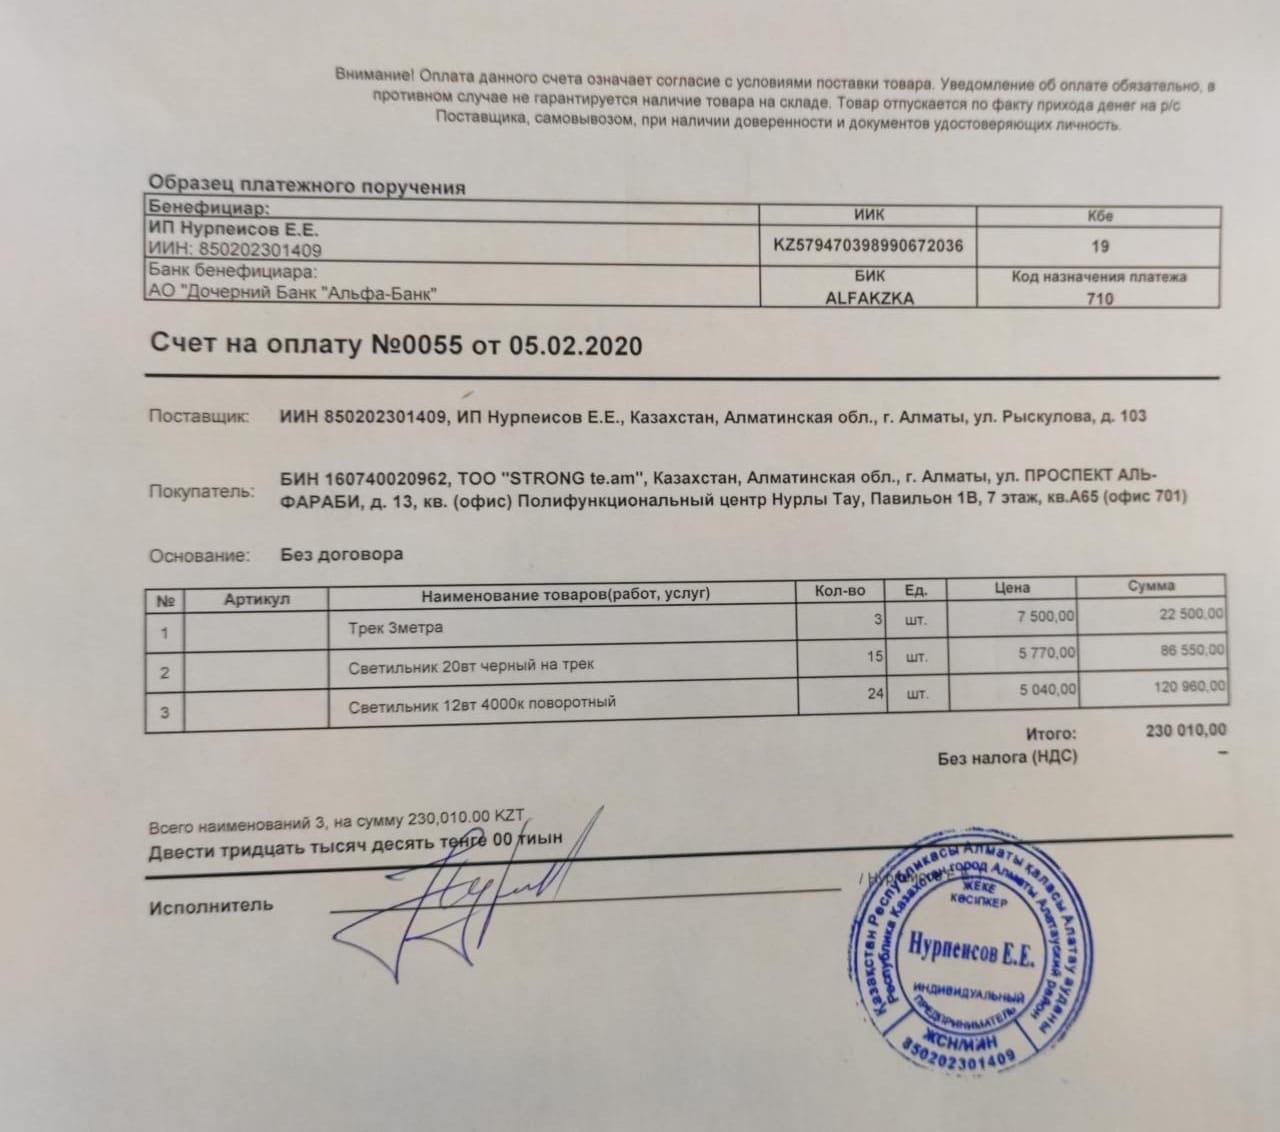 Внимание! Оплата данного счета означает согласие с условиями поставки товара. Уведомление об оплате обязательно, в
противном случае не гарантируется наличие товара на складе. Товар отпускается по факту прихода денег на р/с
Поставщика, самовывозом, при наличии доверенности и документов удостоверяющих личность.
Образец платежного поручения
Бенефициар: ИИК Кбе
ИП Нурпеисов Е.Е.
ИИН: 850202301409 KZ579470398990672036 19
Банк бенефициара: БИК Код назначения платежа
АО "Дочерний Банк "Альфа-Банк" ALFAKZKA 710
Счет на оплату №0055 от 05.02.2020
Поставщик: ИИН 850202301409, ИП Нурпеисов Е.Е., Казахстан, Алматинская обл., г. Алматы, ул. Рыскулова, д. 103
Покупатель: БИН 160740020962, ТОО "STRONG te.am", Казахстан, Алматинская обл., г. Алматы, ул. ПРОСПЕКТ АЛЬ-
ФАРАБИ, д. 13, кв. (офис) Полифункциональный центр Нурлы Тау, Павильон 1В, 7 этаж, кв.А65 (офис 701)
Основание: Без договора
№ Артикул Наименование товаров(работ, услуг) Кол-во Ед. Цена Сумма
1 Трек 3метра 3 шт. 7 500,00 22 500,00
2 Светильник 20вт черный на трек 15 шт. 5 770,00 86 550,00
3 Светильник 12вт 4000к поворотный 24 шт. 5 040,00 120 960,00
Итого: 230 010,00
Без налога (НДС) –
Всего наименований 3, на сумму 230,010.00 KZT
Двести тридцать тысяч десять тенге 00 тиын
Исполнитель / Нурпеисов Е.Е.
Қазақстан Республикасы Алматы қаласы Алатау ауданы
Республика Казахстан город Алматы Алатауский район
ЖЕКЕ
КӘСІПКЕР
Нурпеисов Е.Е.
ИНДИВИДУАЛЬНЫЙ
ПРЕДПРИНИМАТЕЛЬ
ЖСН/ИИН
850202301409